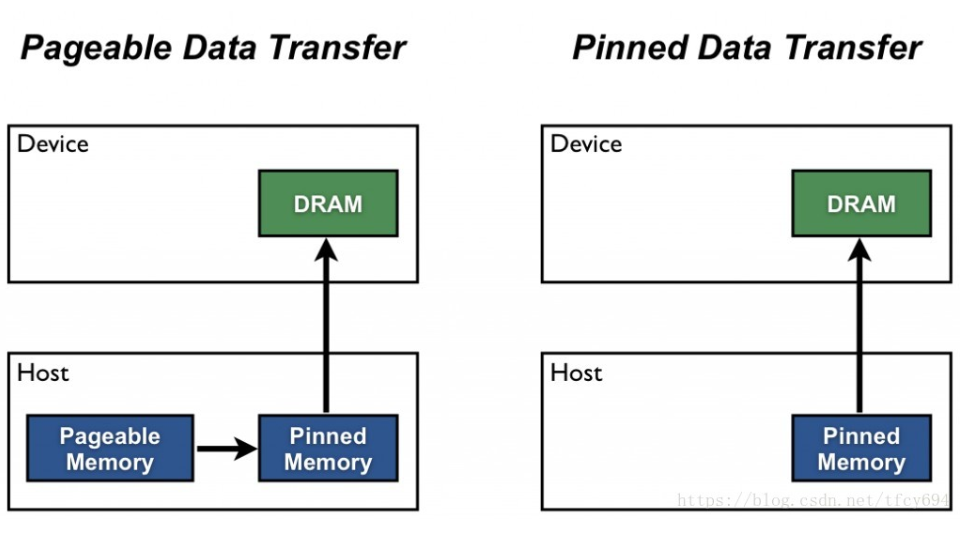 Pageable Data Transfer
Pinned Data Transfer
Device
DRAM
Device
DRAM
Host
Pageable
Memory
Pinned
Memory
Host
Pinned
Memory
https://blog.csdn.net/tfcy694